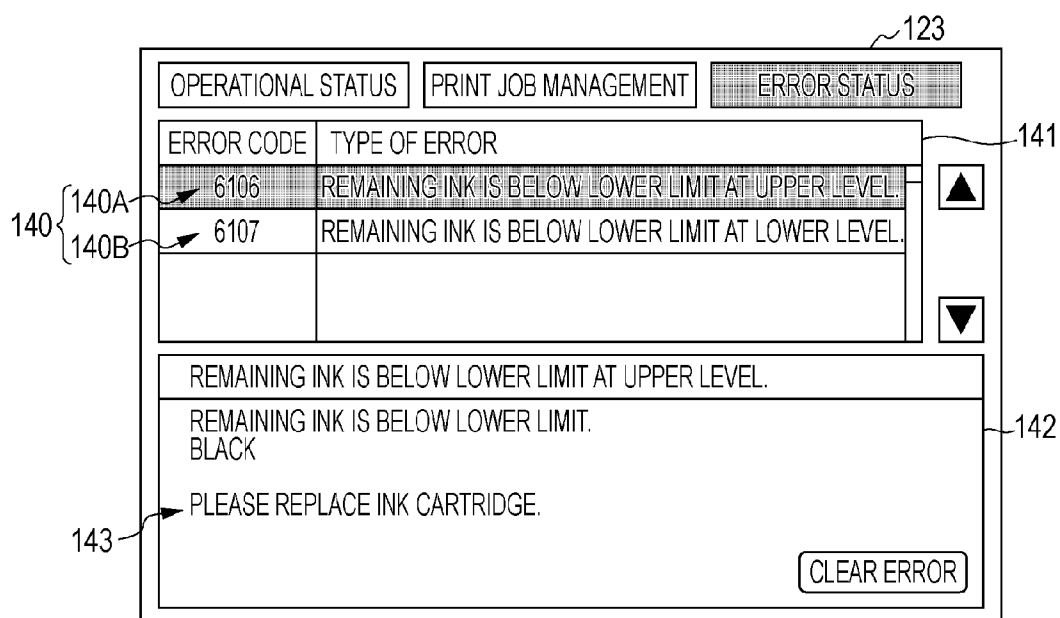 123
OPERATIONAL STATUS PRINT JOB MANAGEMENT ERROR STATUS
141
ERROR CODE TYPE OF ERROR
140 140A 6106 REMAINING INK IS BELOW LOWER LIMIT AT UPPER LEVEL.
140B 6107 REMAINING INK IS BELOW LOWER LIMIT AT LOWER LEVEL.
REMAINING INK IS BELOW LOWER LIMIT AT UPPER LEVEL.
REMAINING INK IS BELOW LOWER LIMIT.
142
BLACK
PLEASE REPLACE INK CARTRIDGE.
143
CLEAR ERROR